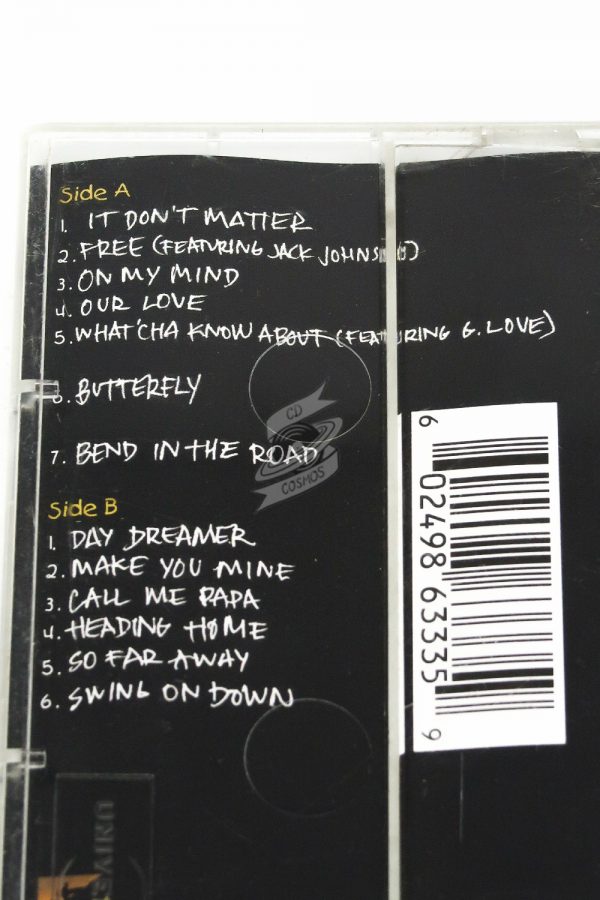 Side A
1. IT DON'T MATTER
2. FREE (FEATURING JACK JOHNSON)
3. ON MY MIND
4. OUR LOVE
5. WHAT'CHA KNOW ABOUT (FEATURING G. LOVE)
6. BUTTERFLY
7. BEND IN THE ROAD
CD
COSMOS
Side B
1. DAY DREAMER
2. MAKE YOU MINE
3. CALL ME PAPA
4. HEADING HOME
5. SO FAR AWAY
6. SWING ON DOWN
6 02498 63335 9